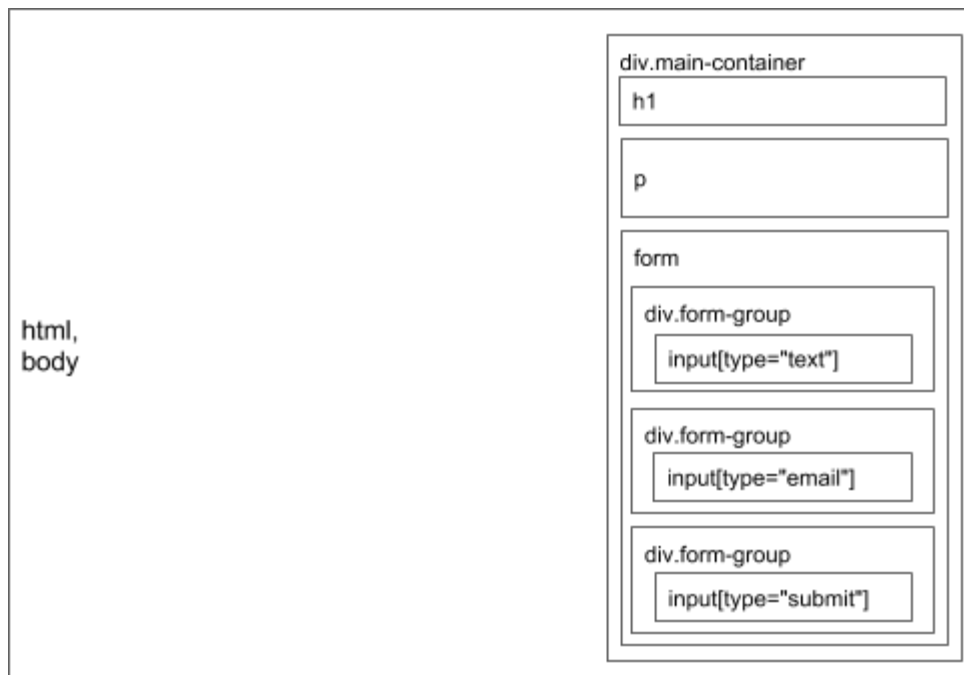 html,
body
div.main-container
h1
p
form
div.form-group
input[type="text"]
div.form-group
input[type="email"]
div.form-group
input[type="submit"]